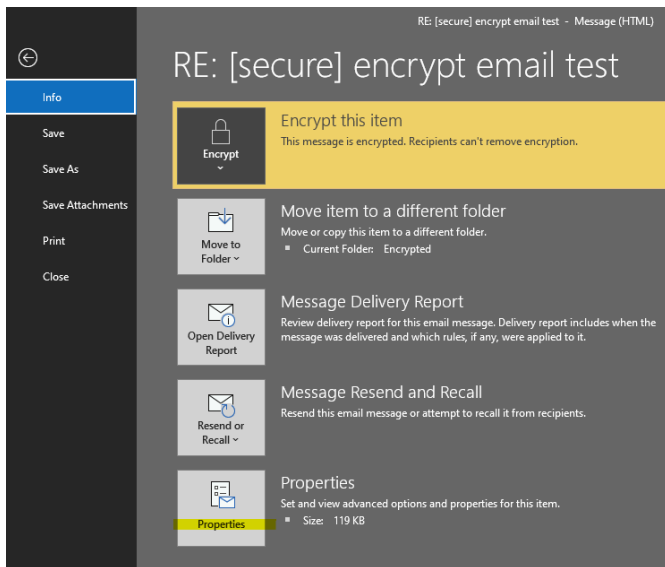 RE: [secure] encrypt email test - Message (HTML)
RE: [secure] encrypt email test
Info
Save
Save As
Save Attachments
Print
Close
Encrypt
Encrypt this item
This message is encrypted. Recipients can't remove encryption.
Move to
Folder
Move item to a different folder
Move or copy this item to a different folder.
Current Folder: Encrypted
Open Delivery
Report
Message Delivery Report
Review delivery report for this email message. Delivery report includes when the
message was delivered and which rules, if any, were applied to it.
Resend or
Recall
Message Resend and Recall
Resend this email message or attempt to recall it from recipients.
Properties
Properties
Set and view advanced options and properties for this item.
Size: 119 KB